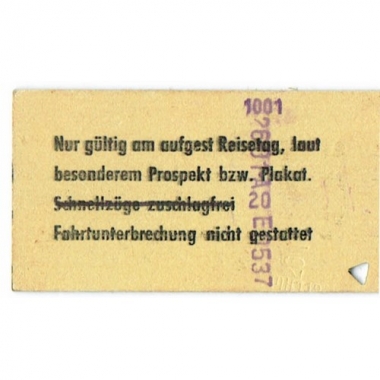 1001
Nur gültig am aufgest Reisetag, laut
besonderem Prospekt bzw. Plakat.
Schnellzüge zuschlagfrei
Fahrtunterbrechung nicht gestattet